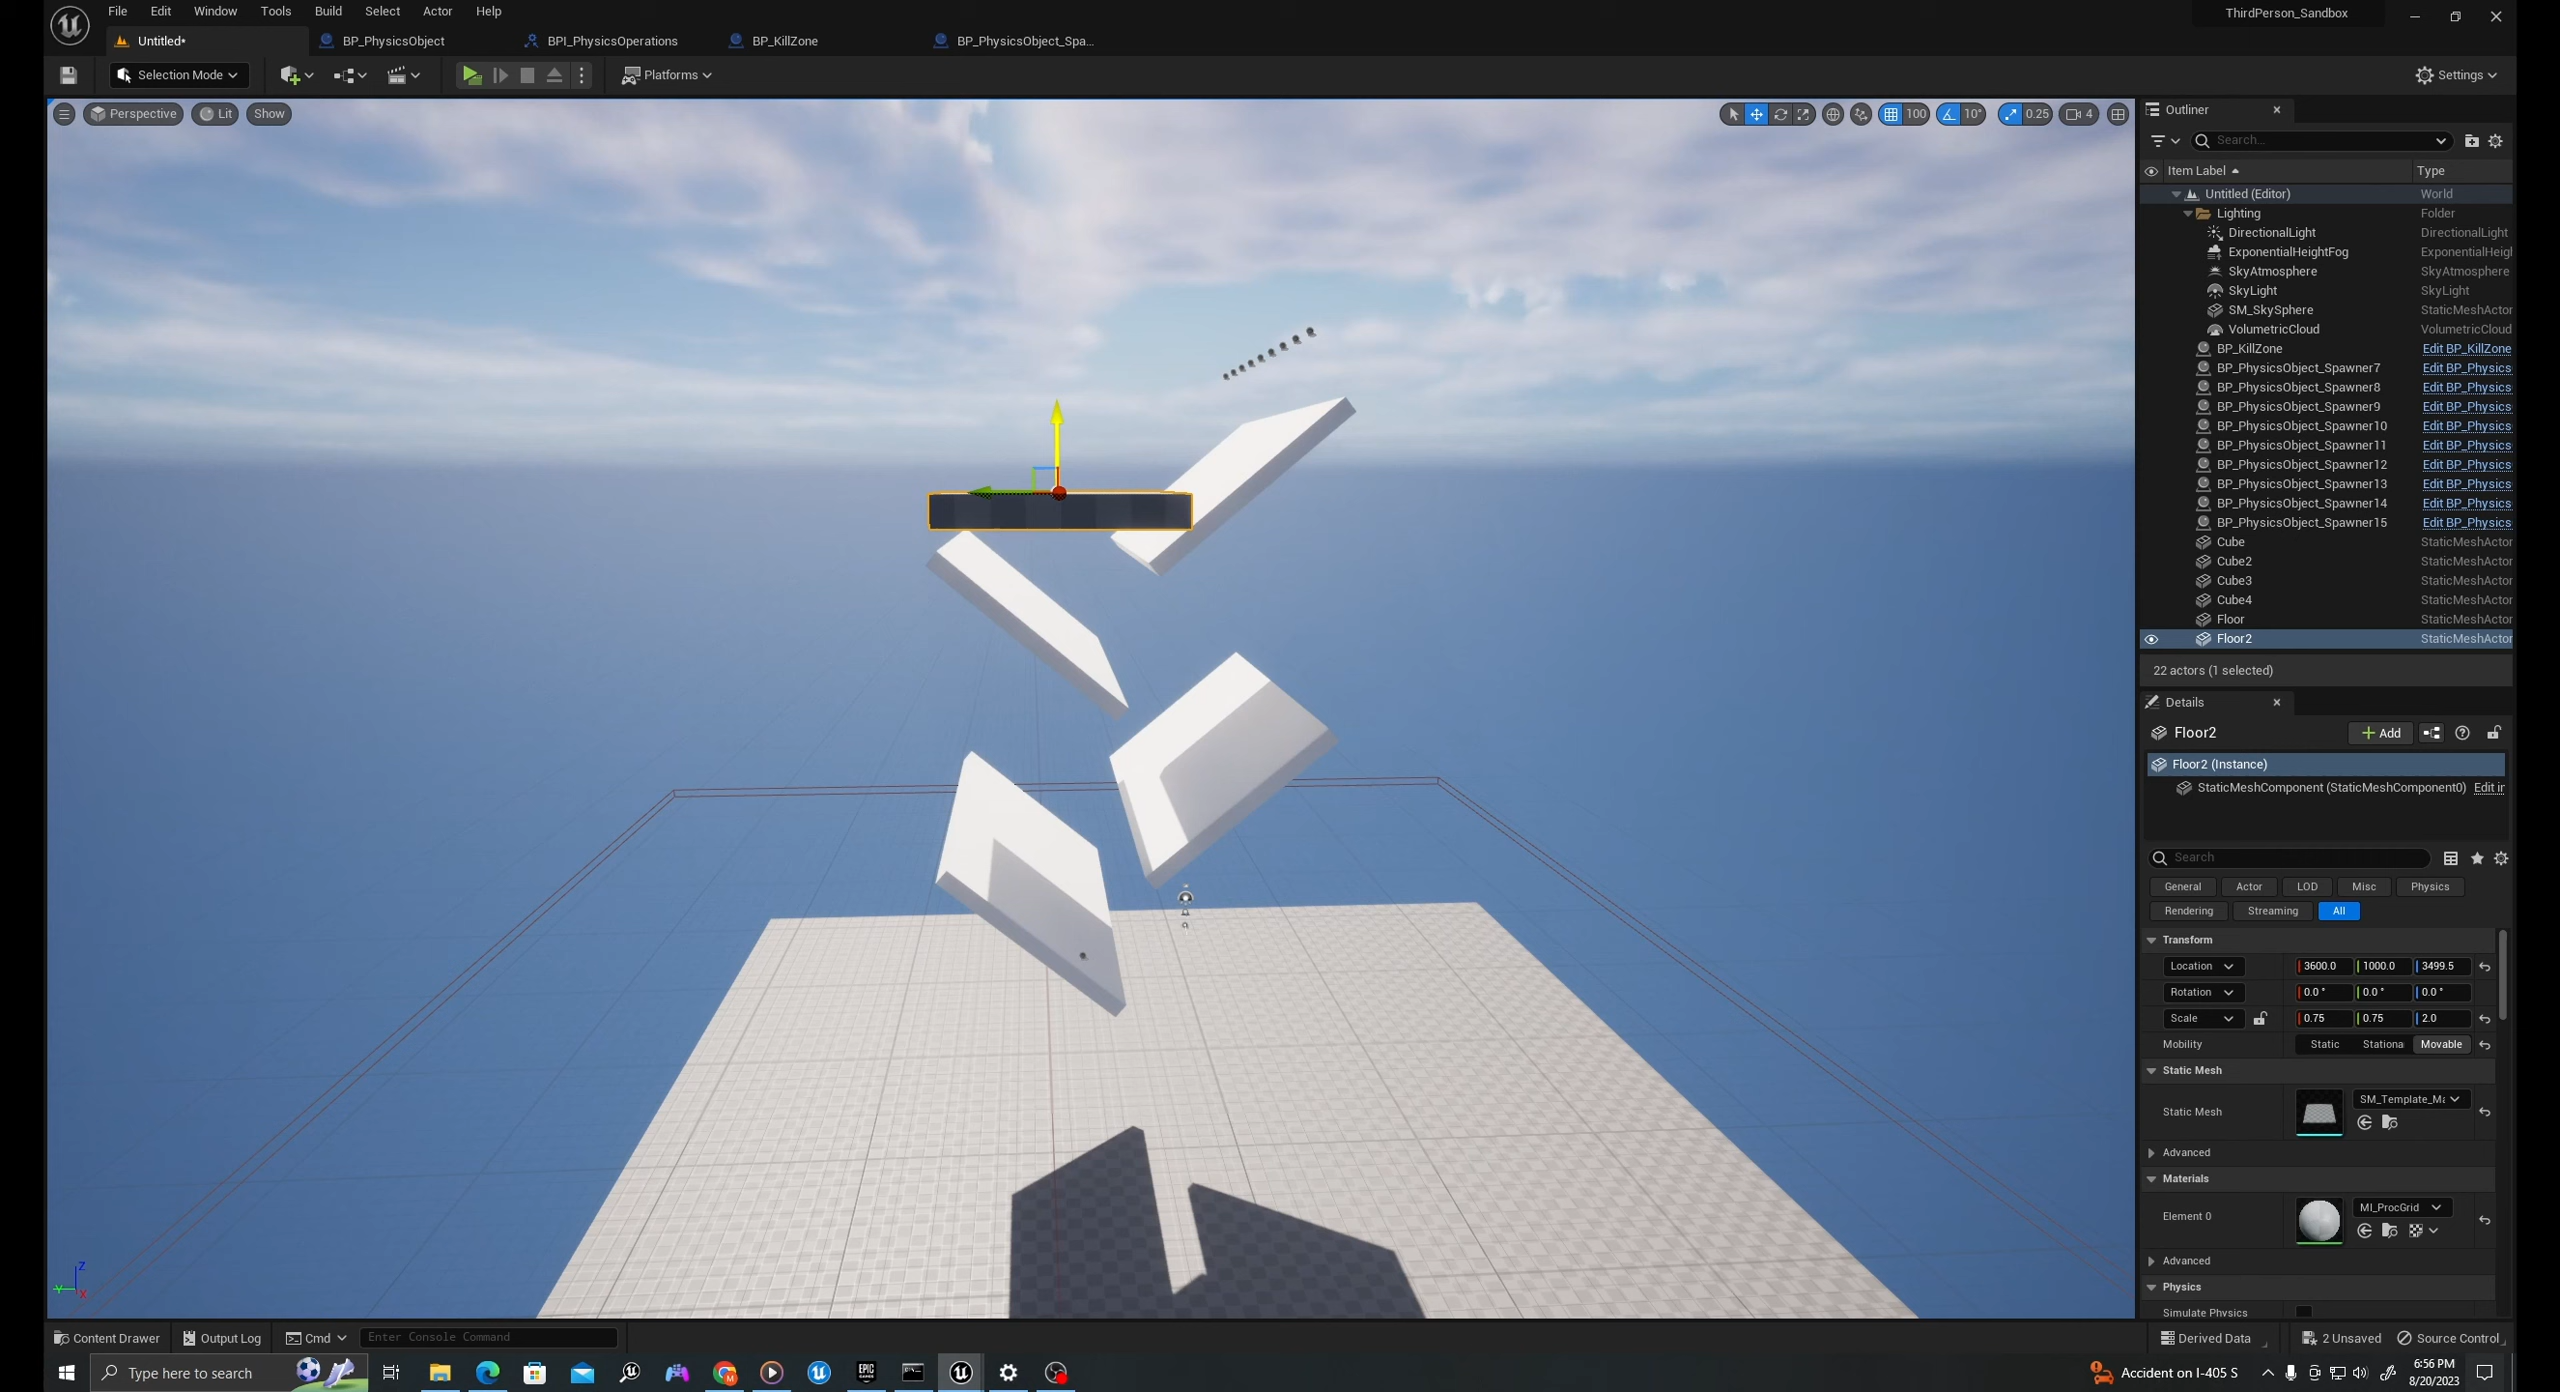 File Edit Window Tools Build Select Actor Help
ThirdPerson_Sandbox
Untitled* BP_PhysicsObject BPI_PhysicsOperations BP_KillZone BP_PhysicsObject_Spa...
Selection Mode Platforms Settings
Perspective Lit Show 100 10° 0.25 4
Outliner
Search...
Item Label Type
Untitled (Editor) World
Lighting Folder
DirectionalLight DirectionalLight
ExponentialHeightFog ExponentialHeigh
SkyAtmosphere SkyAtmosphere
SkyLight SkyLight
SM_SkySphere StaticMeshActor
VolumetricCloud VolumetricCloud
BP_KillZone Edit BP_KillZone
BP_PhysicsObject_Spawner7 Edit BP_Physics
BP_PhysicsObject_Spawner8 Edit BP_Physics
BP_PhysicsObject_Spawner9 Edit BP_Physics
BP_PhysicsObject_Spawner10 Edit BP_Physics
BP_PhysicsObject_Spawner11 Edit BP_Physics
BP_PhysicsObject_Spawner12 Edit BP_Physics
BP_PhysicsObject_Spawner13 Edit BP_Physics
BP_PhysicsObject_Spawner14 Edit BP_Physics
BP_PhysicsObject_Spawner15 Edit BP_Physics
Cube StaticMeshActor
Cube2 StaticMeshActor
Cube3 StaticMeshActor
Cube4 StaticMeshActor
Floor StaticMeshActor
Floor2 StaticMeshActor
22 actors (1 selected)
Details
Floor2 Add
Floor2 (Instance)
StaticMeshComponent (StaticMeshComponent0) Edit in
Search
General Actor LOD Misc Physics
Rendering Streaming All
Transform
Location 3600.0 1000.0 3499.5
Rotation 0.0 ° 0.0 ° 0.0 °
Scale 0.75 0.75 2.0
Mobility Static Stationa Movable
Static Mesh
Static Mesh SM_Template_Ma
Advanced
Materials
Element 0 MI_ProcGrid
Advanced
Physics
Simulate Physics
Z
Y
X
Content Drawer Output Log Cmd Enter Console Command Derived Data 2 Unsaved Source Control
Type here to search EPIC GAMES Accident on I-405 S 6:56 PM
8/20/2023